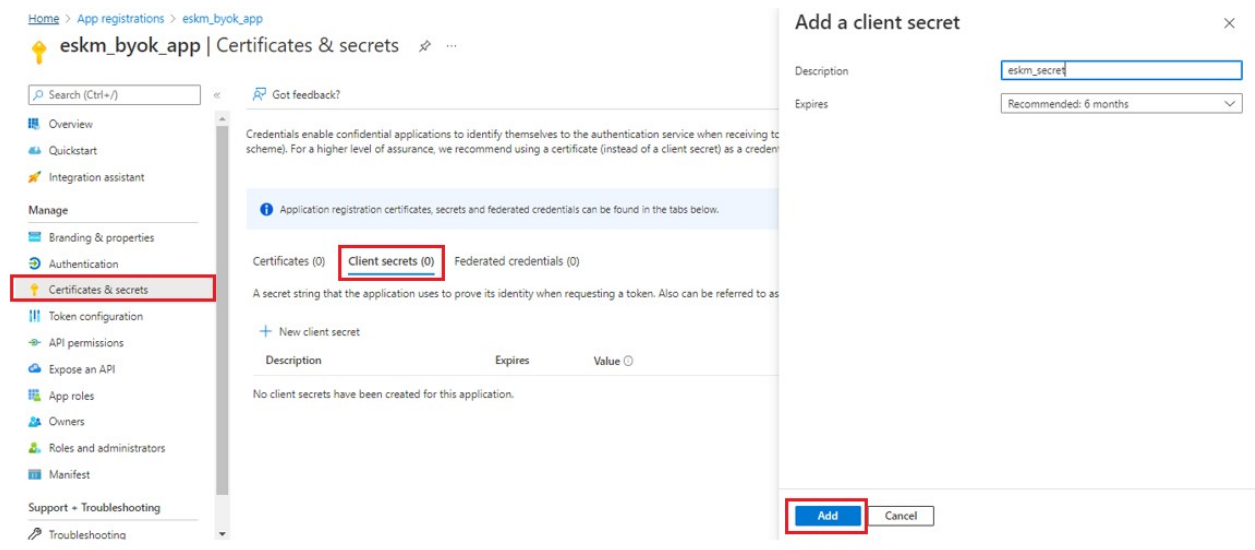 Home > App registrations > eskm_byok_app
eskm_byok_app | Certificates & secrets
Search (Ctrl+/)
Overview
Quickstart
Integration assistant
Manage
Branding & properties
Authentication
Certificates & secrets
Token configuration
API permissions
Expose an API
App roles
Owners
Roles and administrators
Manifest
Support + Troubleshooting
Troubleshooting
Got feedback?
Credentials enable confidential applications to identify themselves to the authentication service when receiving to
scheme). For a higher level of assurance, we recommend using a certificate (instead of a client secret) as a creden
Application registration certificates, secrets and federated credentials can be found in the tabs below.
Certificates (0) Client secrets (0) Federated credentials (0)
A secret string that the application uses to prove its identity when requesting a token. Also can be referred to as
New client secret
Description Expires Value
No client secrets have been created for this application.
Add a client secret
Description eskm_secret
Expires Recommended: 6 months
Add Cancel